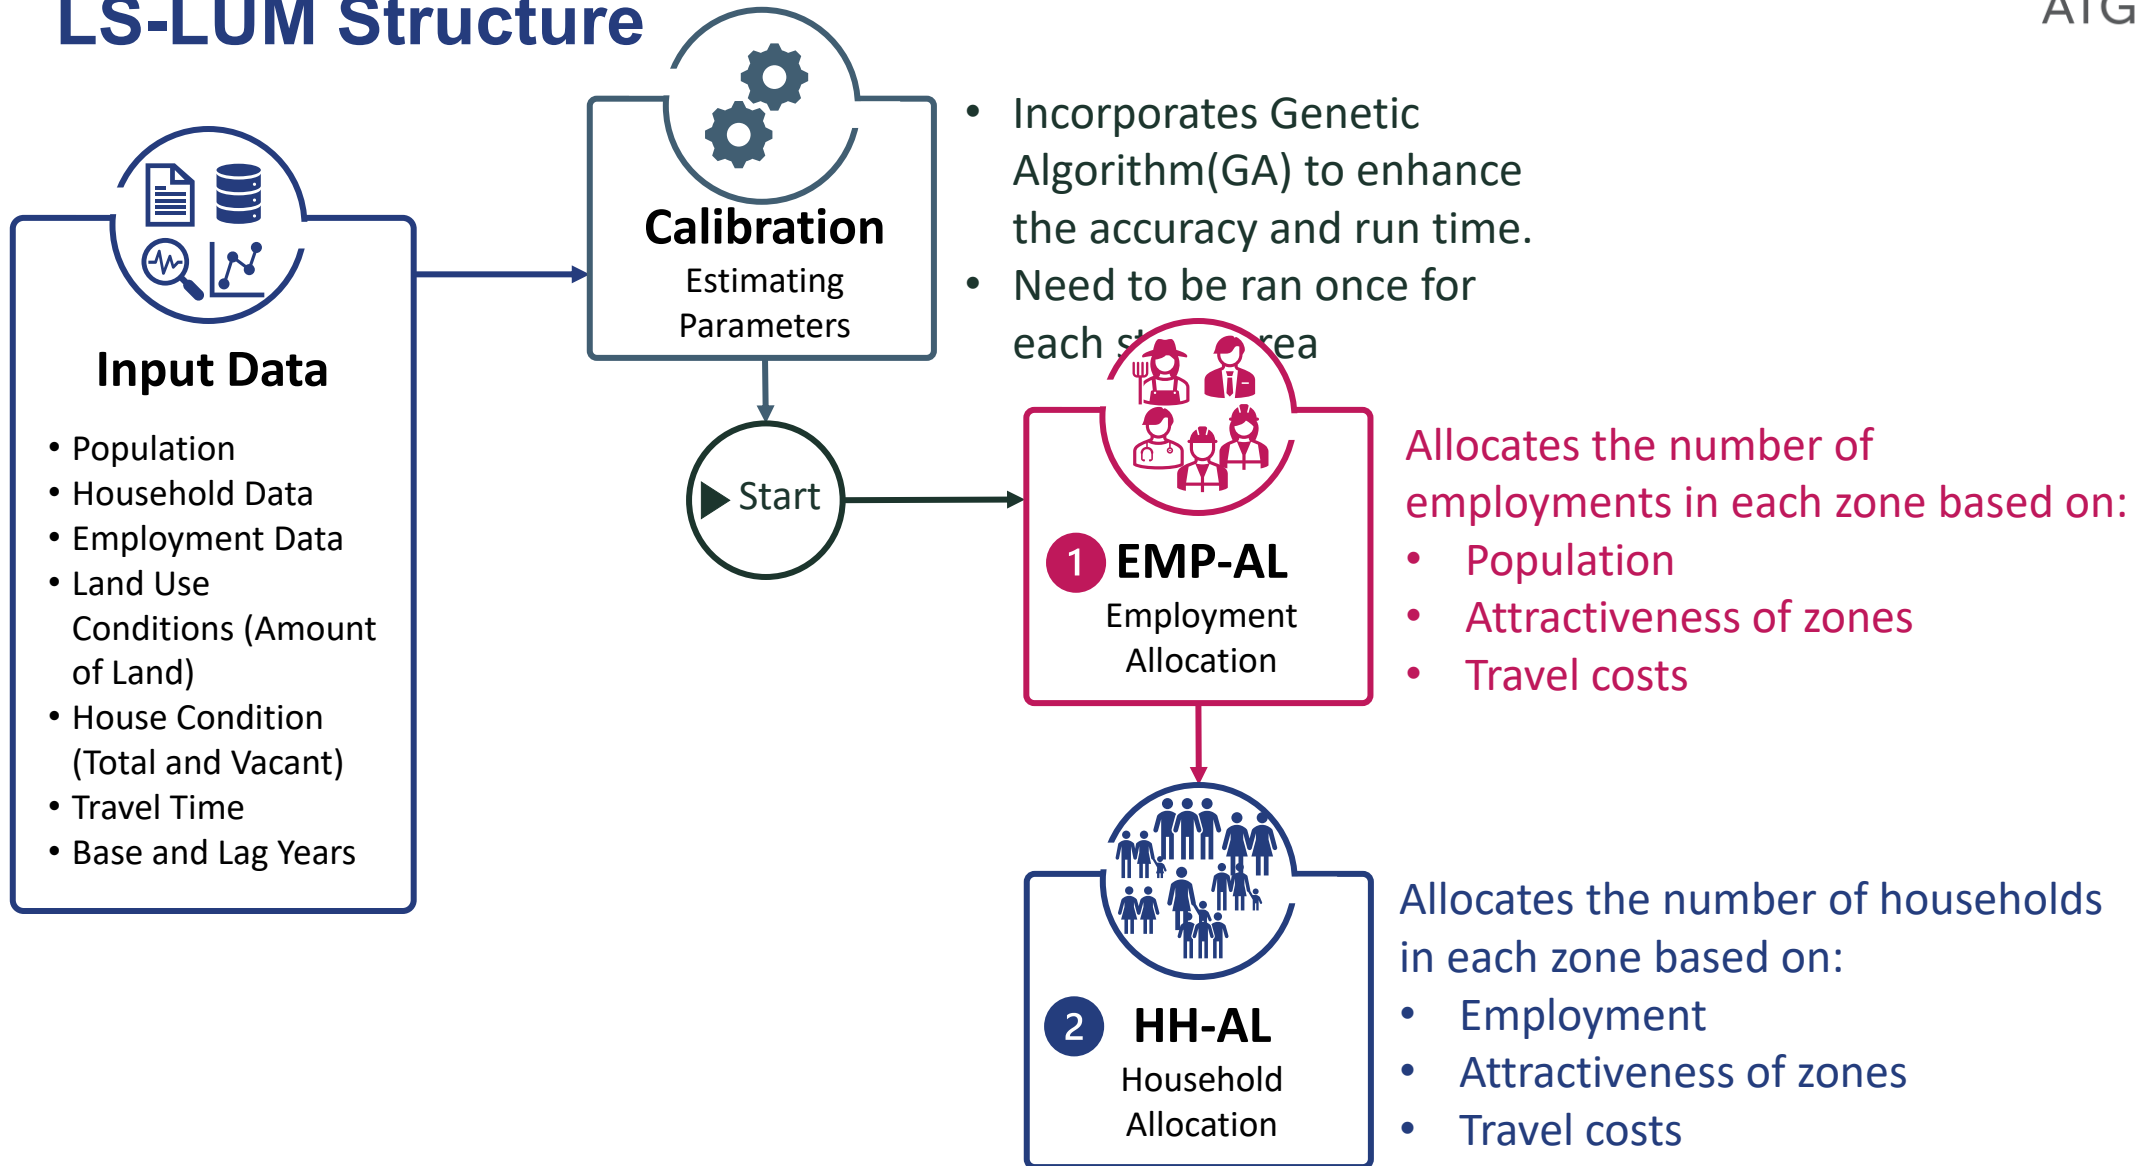 LS-LUM Structure
ATG
Calibration
Estimating
Parameters
• Incorporates Genetic
Algorithm(GA) to enhance
the accuracy and run time.
• Need to be ran once for
each
Input Data
• Population
• Household Data
• Employment Data
• Land Use
Conditions (Amount
of Land)
• House Condition
(Total and Vacant)
• Travel Time
• Base and Lag Years
Start
1 EMP-AL
Employment
Allocation
Allocates the number of
employments in each zone based on:
• Population
• Attractiveness of zones
• Travel costs
2 HH-AL
Household
Allocation
Allocates the number of households
in each zone based on:
• Employment
• Attractiveness of zones
• Travel costs